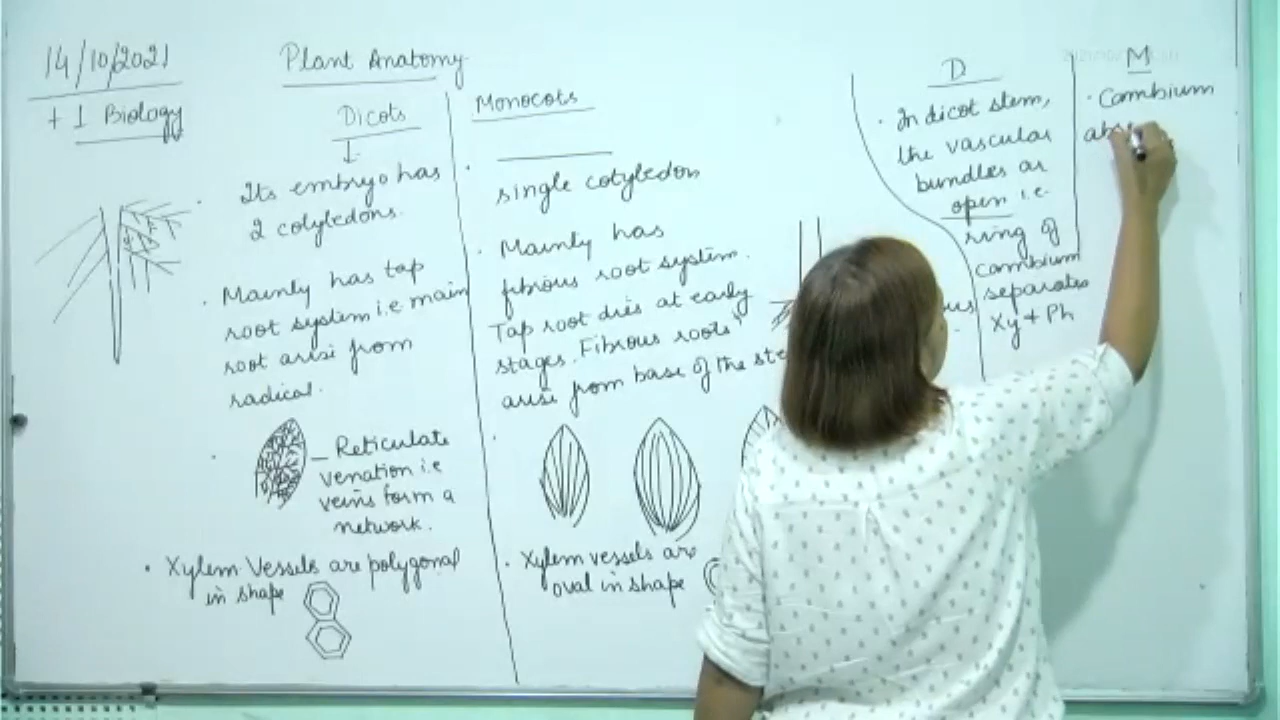 14/10/2021
+ 1 Biology
Plant Anatomy
Dicots
Its embryo has
2 cotyledons.
Mainly has tap
root system i.e main
root arise from
radical.
Reticulate
venation i.e
veins form a
network.
Xylem Vessels are polygonal
in shape
Monocots
single cotyledon
Mainly has
fibrous root system.
Tap root dries at early
stages. Fibrous roots
arise from base of the
Xylem vessels are
oval in shape
D
In dicot stem,
the vascular
bundles are
open i.e.
ring of
cambium
separates
Xy + Ph
M
Cambium